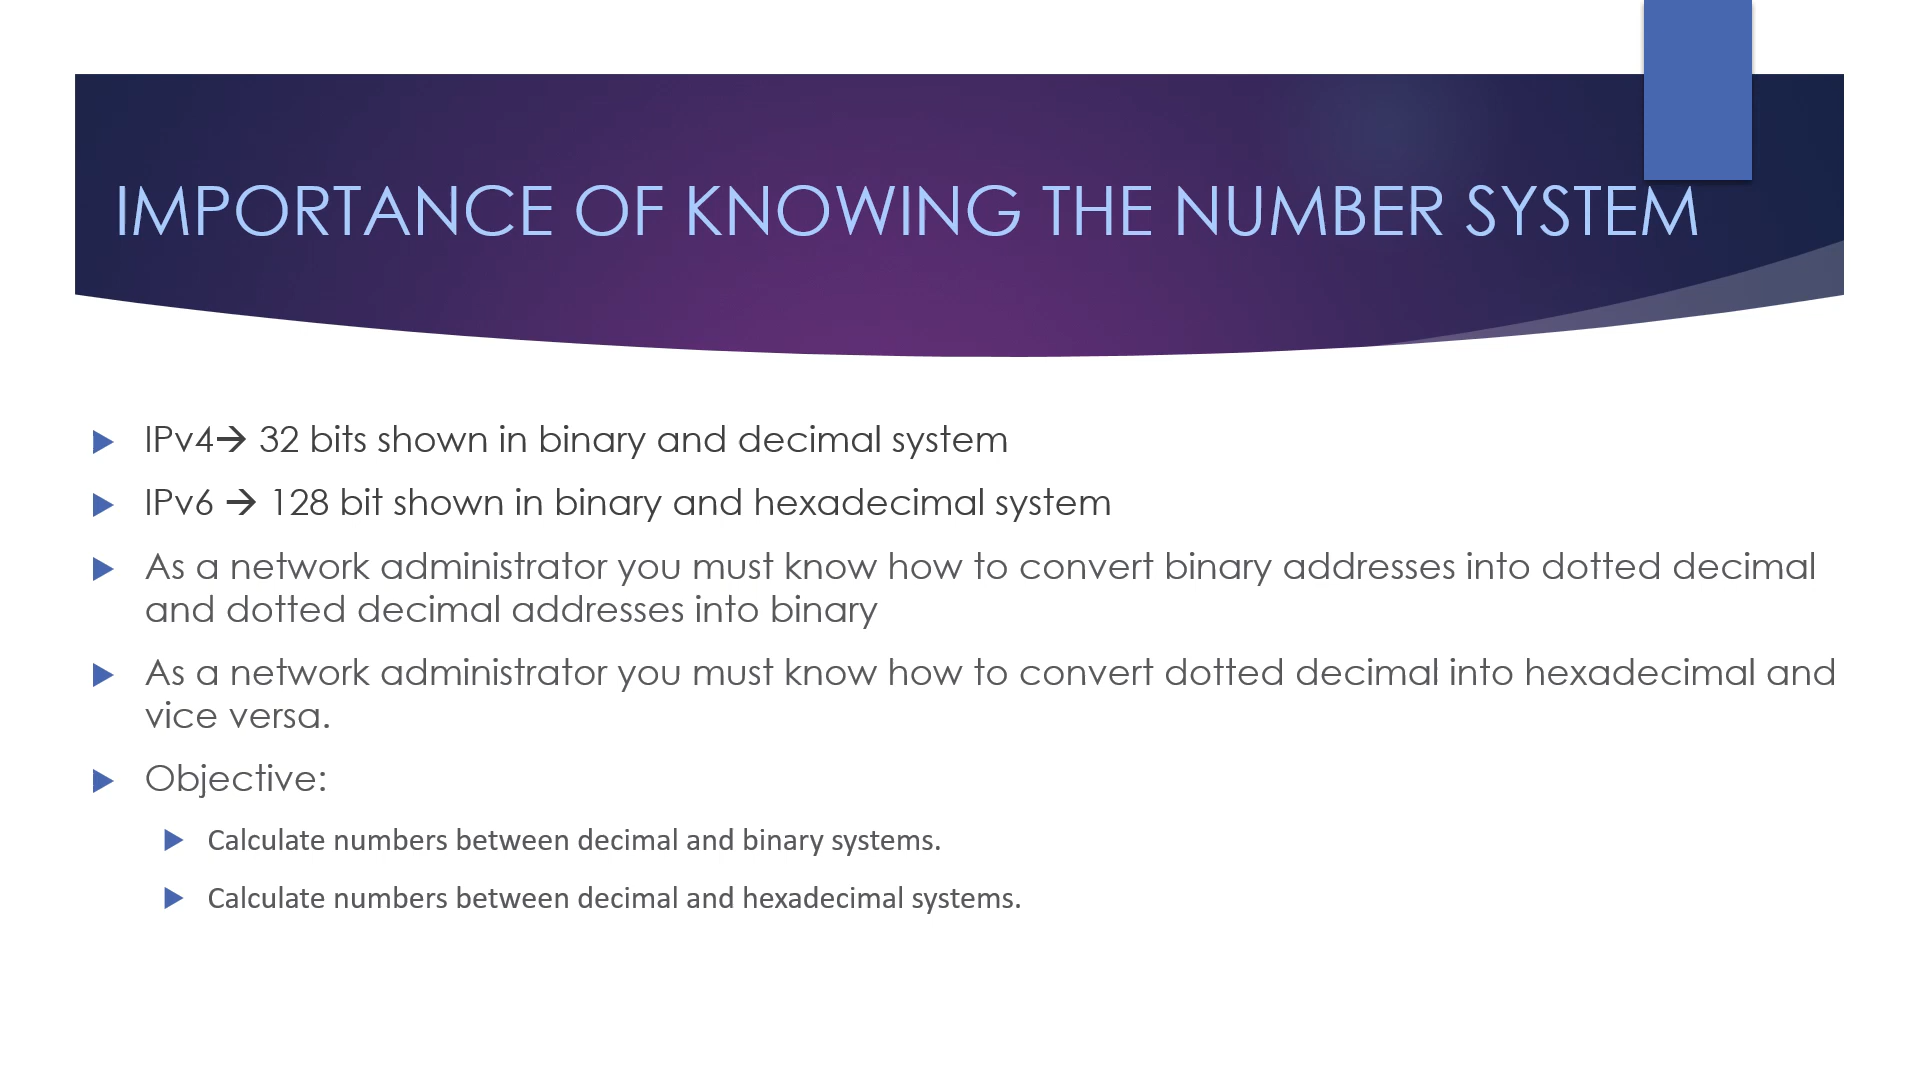 IMPORTANCE OF KNOWING THE NUMBER SYSTEM
IPv4→ 32 bits shown in binary and decimal system
IPv6 → 128 bit shown in binary and hexadecimal system
As a network administrator you must know how to convert binary addresses into dotted decimal
and dotted decimal addresses into binary
As a network administrator you must know how to convert dotted decimal into hexadecimal and
vice versa.
Objective:
Calculate numbers between decimal and binary systems.
Calculate numbers between decimal and hexadecimal systems.